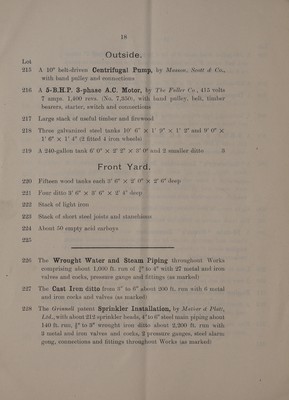 18
Outside.
Lot
215 A 10" belt-driven Centrifugal Pump, by Messrs. Scott & Co.,
with hand pulley and connections
216 A 5-B.H.P. 3-phase A.C. Motor, by The Fuller Co., 415 volts
7 amps. 1,400 revs. (No. 7,350), with hand pulley, belt, timber
bearers, starter, switch and connections
217 Large stack of useful timber and firewood
218 Three galvanized steel tanks 10' 6" × 1' 9" × 1' 2" and 9' 0" ×
1' 6" × 1' 4" (2 fitted 4 iron wheels)
219 A 240-gallon tank 6' 0" × 2' 2" × 3' 0" and 2 smaller ditto 3
Front Yard.
220 Fifteen wood tanks each 3' 6" × 2' 0" × 2' 6" deep
221 Four ditto 3' 6" × 3' 6" × 2' 4" deep
222 Stack of light iron
223 Stack of short steel joists and stanchions
224 About 50 empty acid carboys
225
226 The Wrought Water and Steam Piping throughout Works
comprising about 1,600 ft. run of ½" to 4" with 27 metal and iron
valves and cocks, pressure gauge and fittings (as marked)
227 The Cast Iron ditto from 3" to 6" about 200 ft. run with 6 metal
and iron cocks and valves (as marked)
228 The Grennell patent Sprinkler Installation, by Mather & Platt,
Ltd., with about 212 sprinkler heads, 4" to 6" steel main piping about
140 ft. run, ¾" to 3" wrought iron ditto about 2,200 ft. run with
3 metal and iron valves and cocks, 2 pressure gauges, steel alarm
gong, connections and fittings throughout Works (as marked)